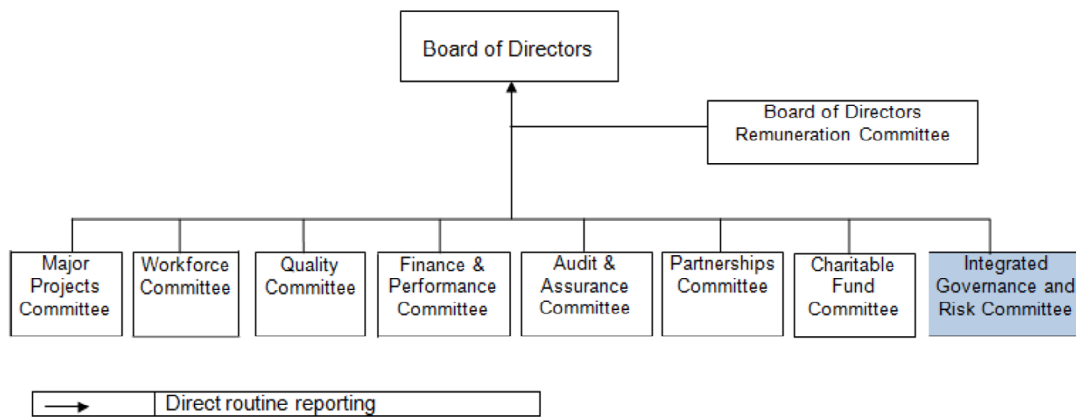 Board of Directors
Board of Directors
Remuneration Committee
Major
Projects
Committee
Workforce
Committee
Quality
Committee
Finance &
Performance
Committee
Audit &
Assurance
Committee
Partnerships
Committee
Charitable
Fund
Committee
Integrated
Governance and
Risk Committee
Direct routine reporting